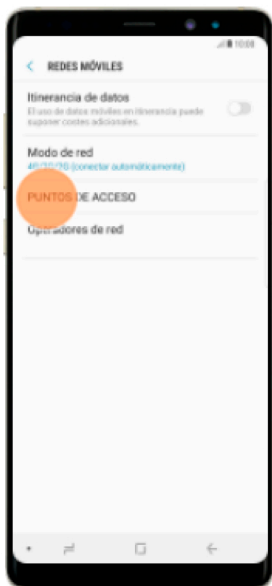 10:08
REDES MÓVILES
Itinerancia de datos
El uso de datos móviles en itinerancia puede
suponer costes adicionales.
Modo de red
4G/3G/2G (conectar automáticamente)
PUNTOS DE ACCESO
Operadores de red